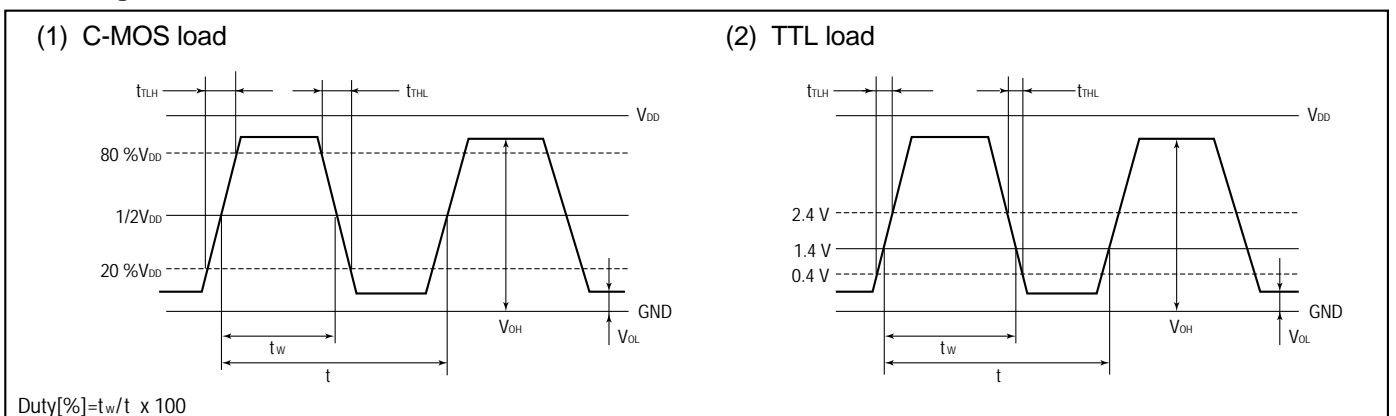 (1) C-MOS load
tTLH
tTHL
VDD
80 %VDD
1/2VDD
20 %VDD
GND
VOH
VOL
tw
t
Duty[%]=tw/t x 100
(2) TTL load
tTLH
tTHL
VDD
2.4 V
1.4 V
0.4 V
GND
VOH
VOL
tw
t